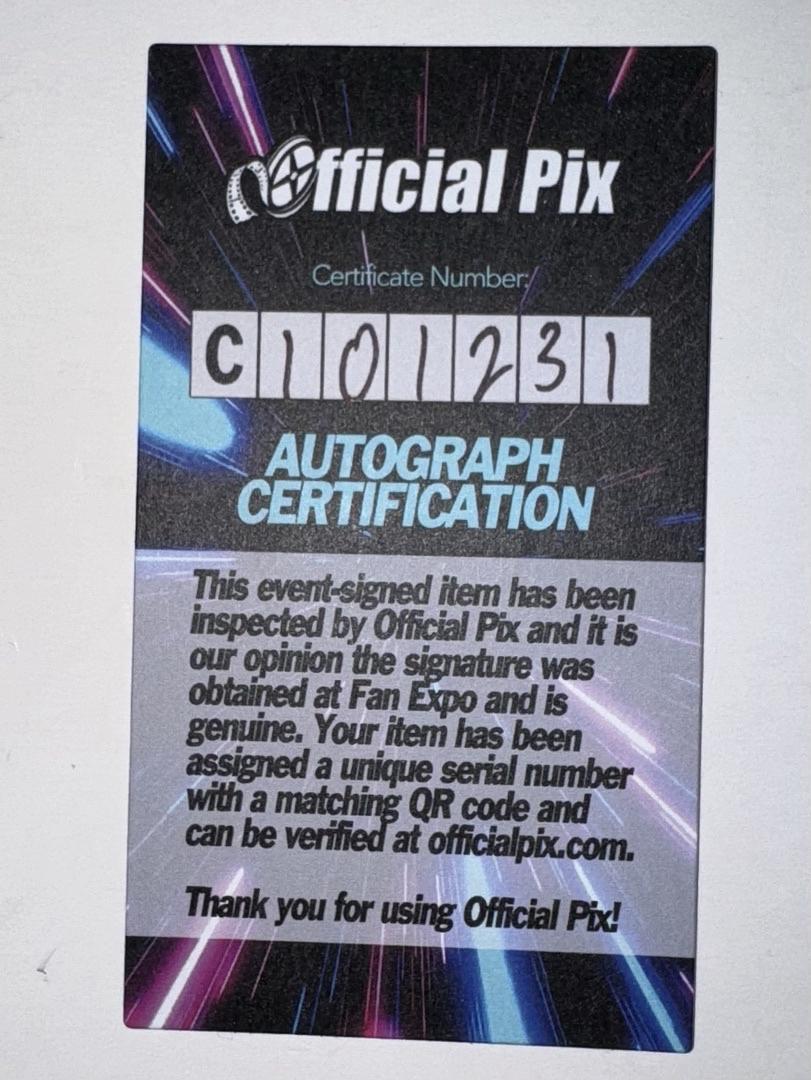 Official Pix
Certificate Number:
C101231
AUTOGRAPH
CERTIFICATION
This event-signed item has been
inspected by Official Pix and it is
our opinion the signature was
obtained at Fan Expo and is
genuine. Your item has been
assigned a unique serial number
with a matching QR code and
can be verified at officialpix.com.
Thank you for using Official Pix!